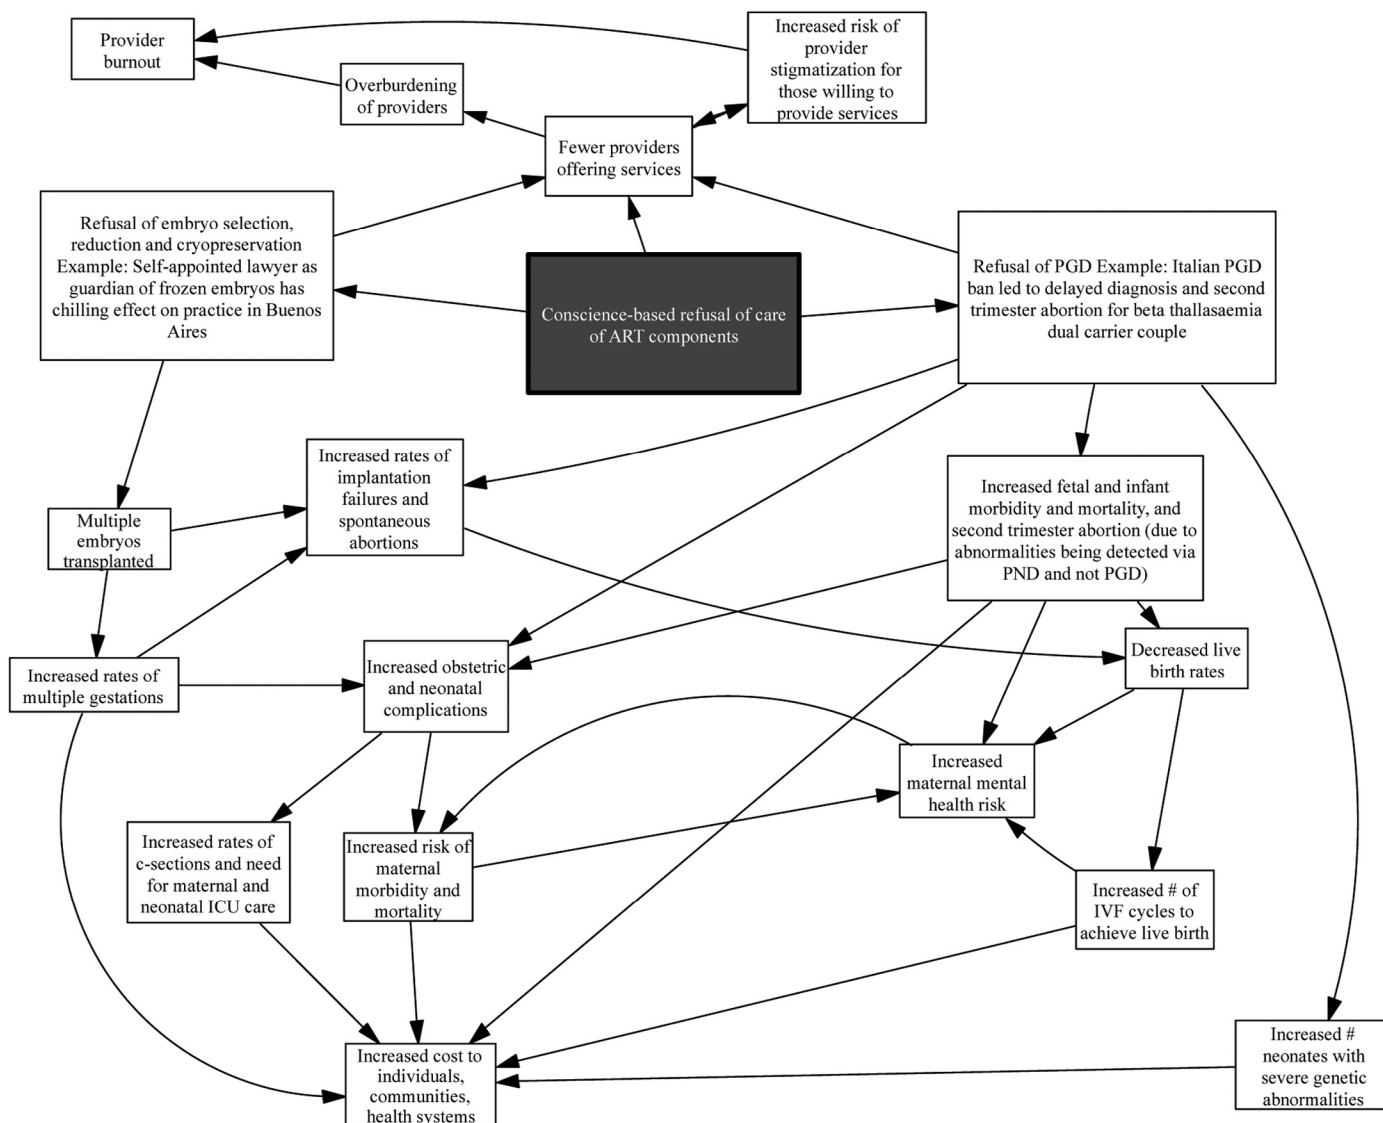 Provider
burnout
Increased risk of
provider
stigmatization for
those willing to
provide services
Overburdening
of providers
Fewer providers
offering services
Refusal of embryo selection,
reduction and cryopreservation
Example: Self-appointed lawyer as
guardian of frozen embryos has
chilling effect on practice in Buenos
Aires
Conscience-based refusal of care
of ART components
Refusal of PGD Example: Italian PGD
ban led to delayed diagnosis and second
trimester abortion for beta thallasaemia
dual carrier couple
Increased rates of
implantation
failures and
spontaneous
abortions
Multiple
embryos
transplanted
Increased fetal and infant
morbidity and mortality, and
second trimester abortion (due to
abnormalities being detected via
PND and not PGD)
Increased rates of
multiple gestations
Increased obstetric
and neonatal
complications
Decreased live
birth rates
Increased
maternal mental
health risk
Increased rates of
c-sections and need
for maternal and
neonatal ICU care
Increased risk of
maternal
morbidity and
mortality
Increased # of
IVF cycles to
achieve live birth
Increased cost to
individuals,
communities,
health systems
Increased #
neonates with
severe genetic
abnormalities